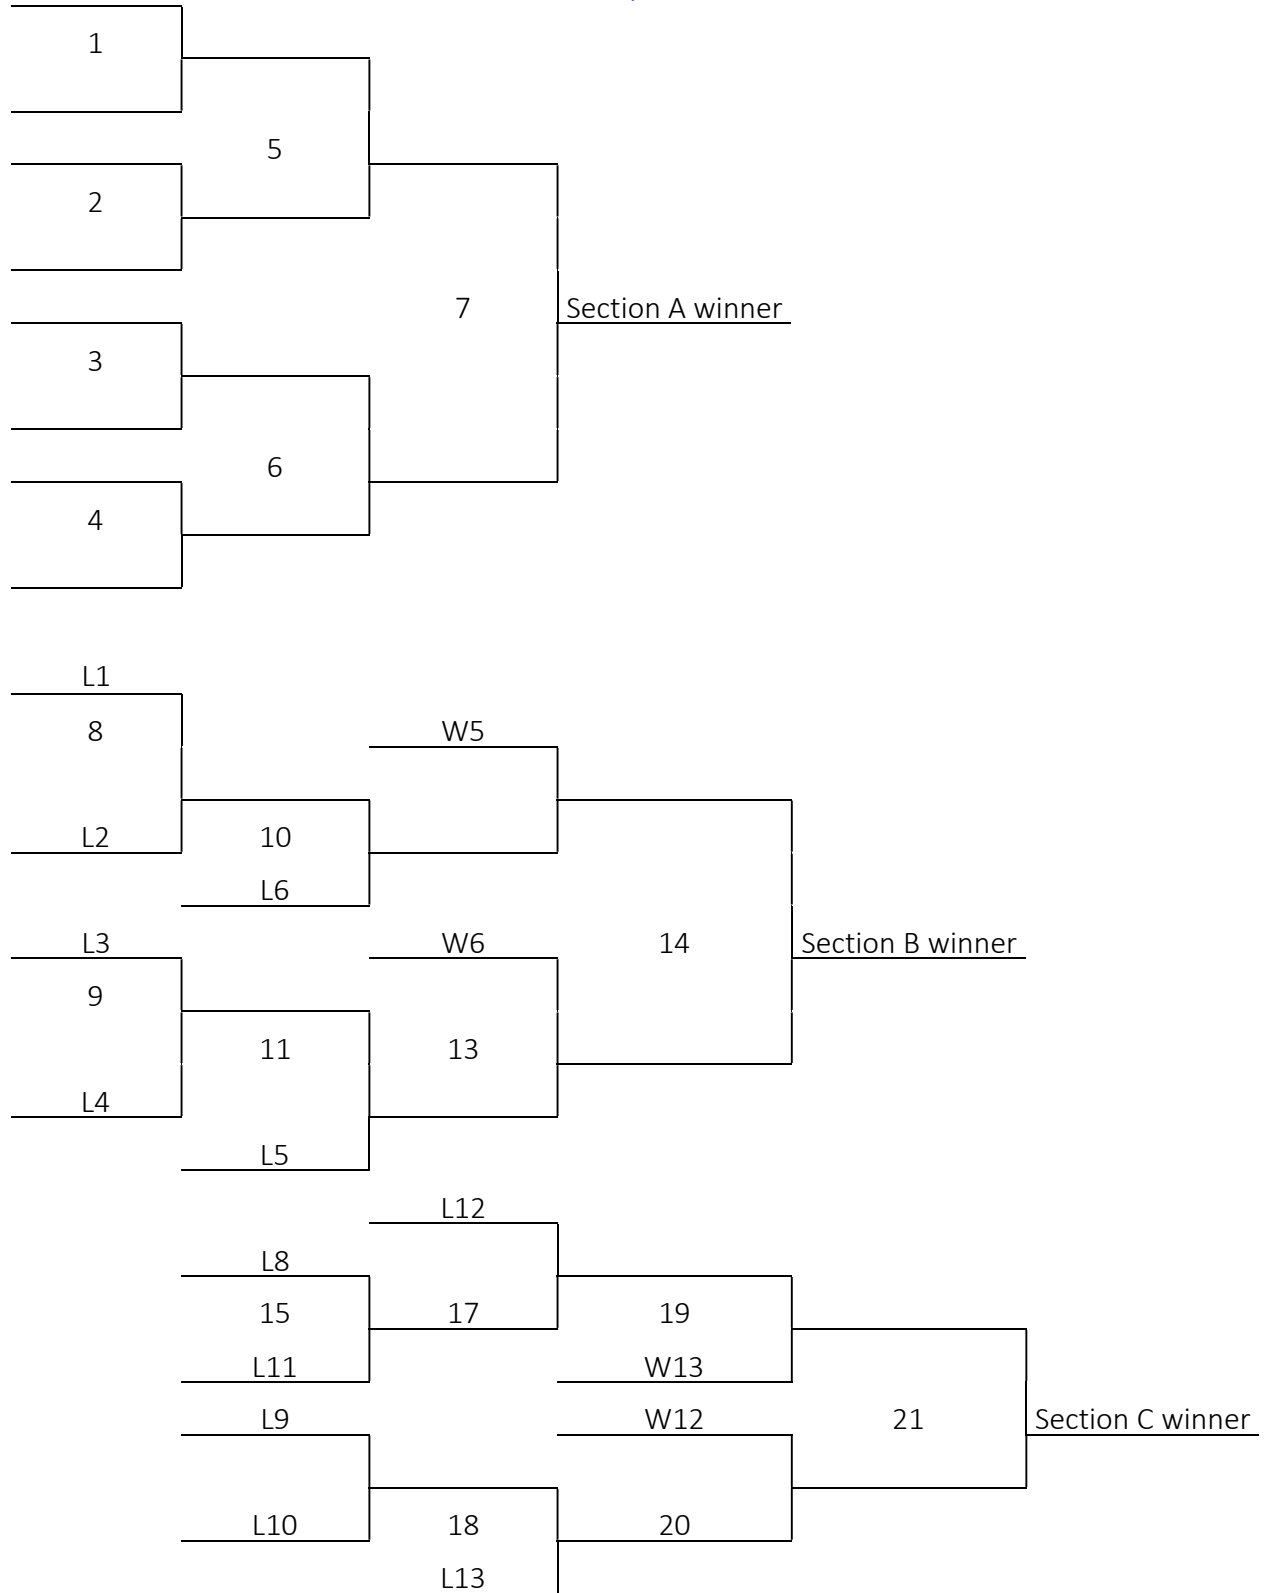 1
5
2
7 Section A winner
3
6
4
L1
8 W5
L2 10
L6
L3 W6 14 Section B winner
9
11 13
L4
L5
L12
L8
15 17 19
L11 W13
L9 W12 21 Section C winner
L10 18 20
L13